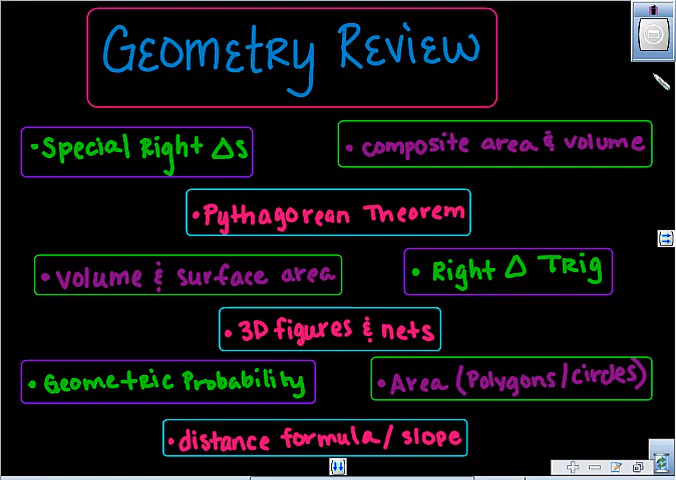 Geometry Review
• Special Right Δs
• composite area & volume
• Pythagorean Theorem
• volume & surface area
• Right Δ Trig
• 3D figures & nets
• Geometric Probability
• Area (Polygons/circles)
• distance formula/slope